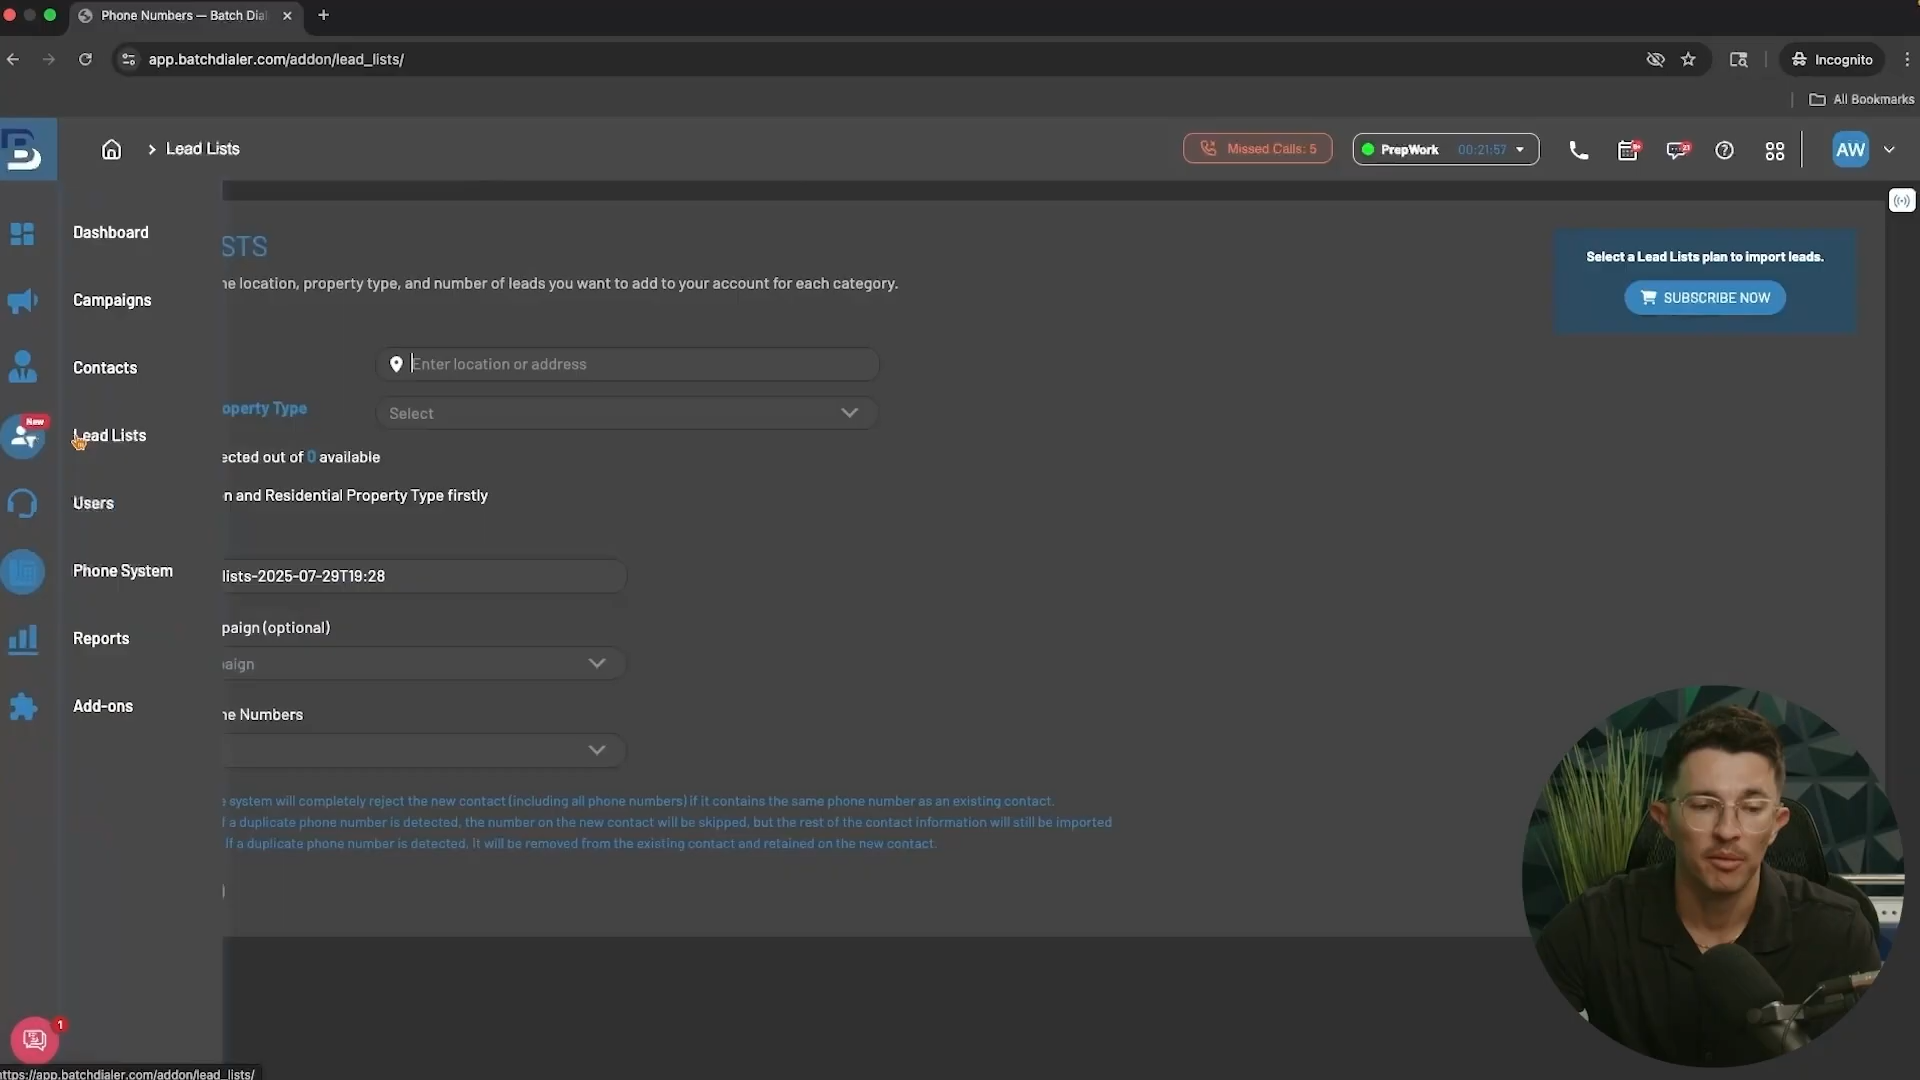 Phone Numbers — Batch Dia
app.batchdialer.com/addon/lead_lists/
Incognito
All Bookmarks
Lead Lists
Missed Calls: 5
PrepWork 00:21:57
AW
Dashboard
Campaigns
Contacts
New
Lead Lists
Users
Phone System
Reports
Add-ons
STS
ne location, property type, and number of leads you want to add to your account for each category.
Select a Lead Lists plan to import leads.
SUBSCRIBE NOW
Enter location or address
operty Type
Select
ected out of 0 available
n and Residential Property Type firstly
lists-2025-07-29T19:28
paign (optional)
aign
ne Numbers
e system will completely reject the new contact (including all phone numbers) if it contains the same phone number as an existing contact.
f a duplicate phone number is detected, the number on the new contact will be skipped, but the rest of the contact information will still be imported
If a duplicate phone number is detected, it will be removed from the existing contact and retained on the new contact.
1
https://app.batchdialer.com/addon/lead_lists/